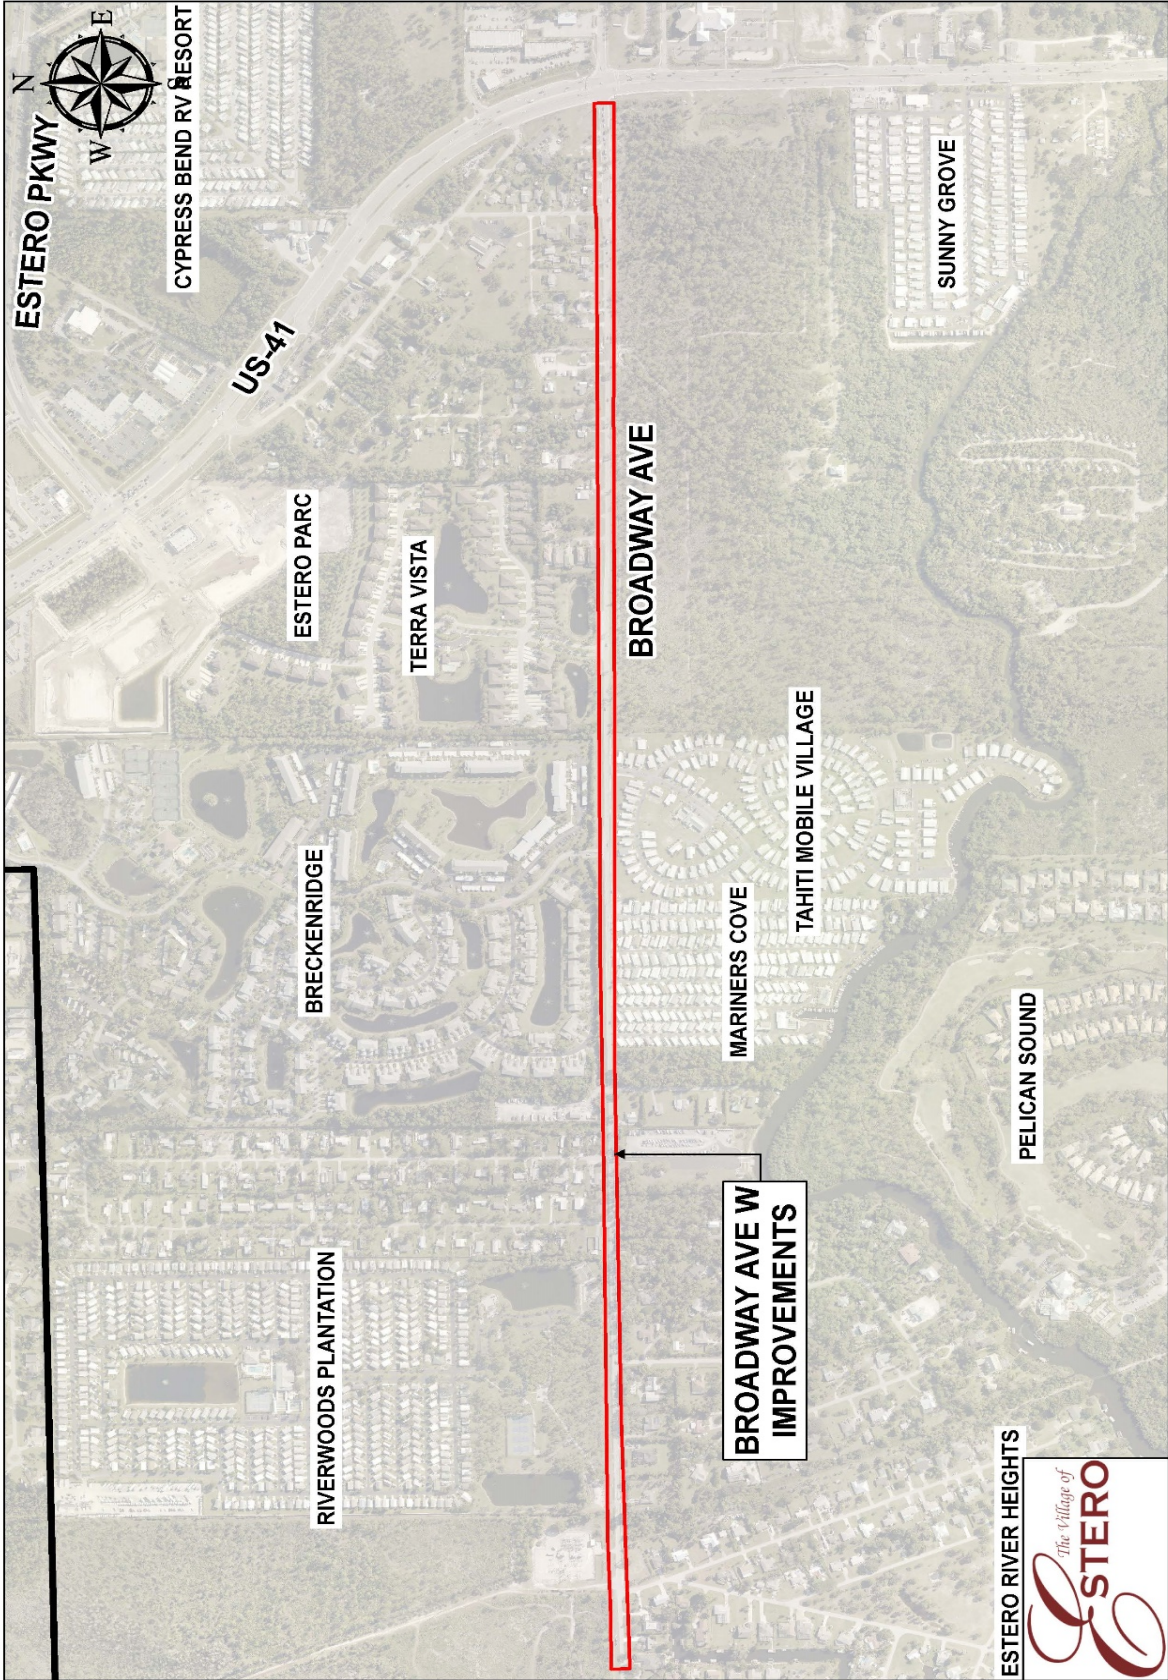 N
W E
S
ESTERO PKWY
CYPRESS BEND RV RESORT
US-41
RIVERWOODS PLANTATION
BRECKENRIDGE
ESTERO PARC
TERRA VISTA
BROADWAY AVE
BROADWAY AVE W
IMPROVEMENTS
MARINERS COVE
TAHITI MOBILE VILLAGE
SUNNY GROVE
PELICAN SOUND
ESTERO RIVER HEIGHTS
The Village of
ESTERO